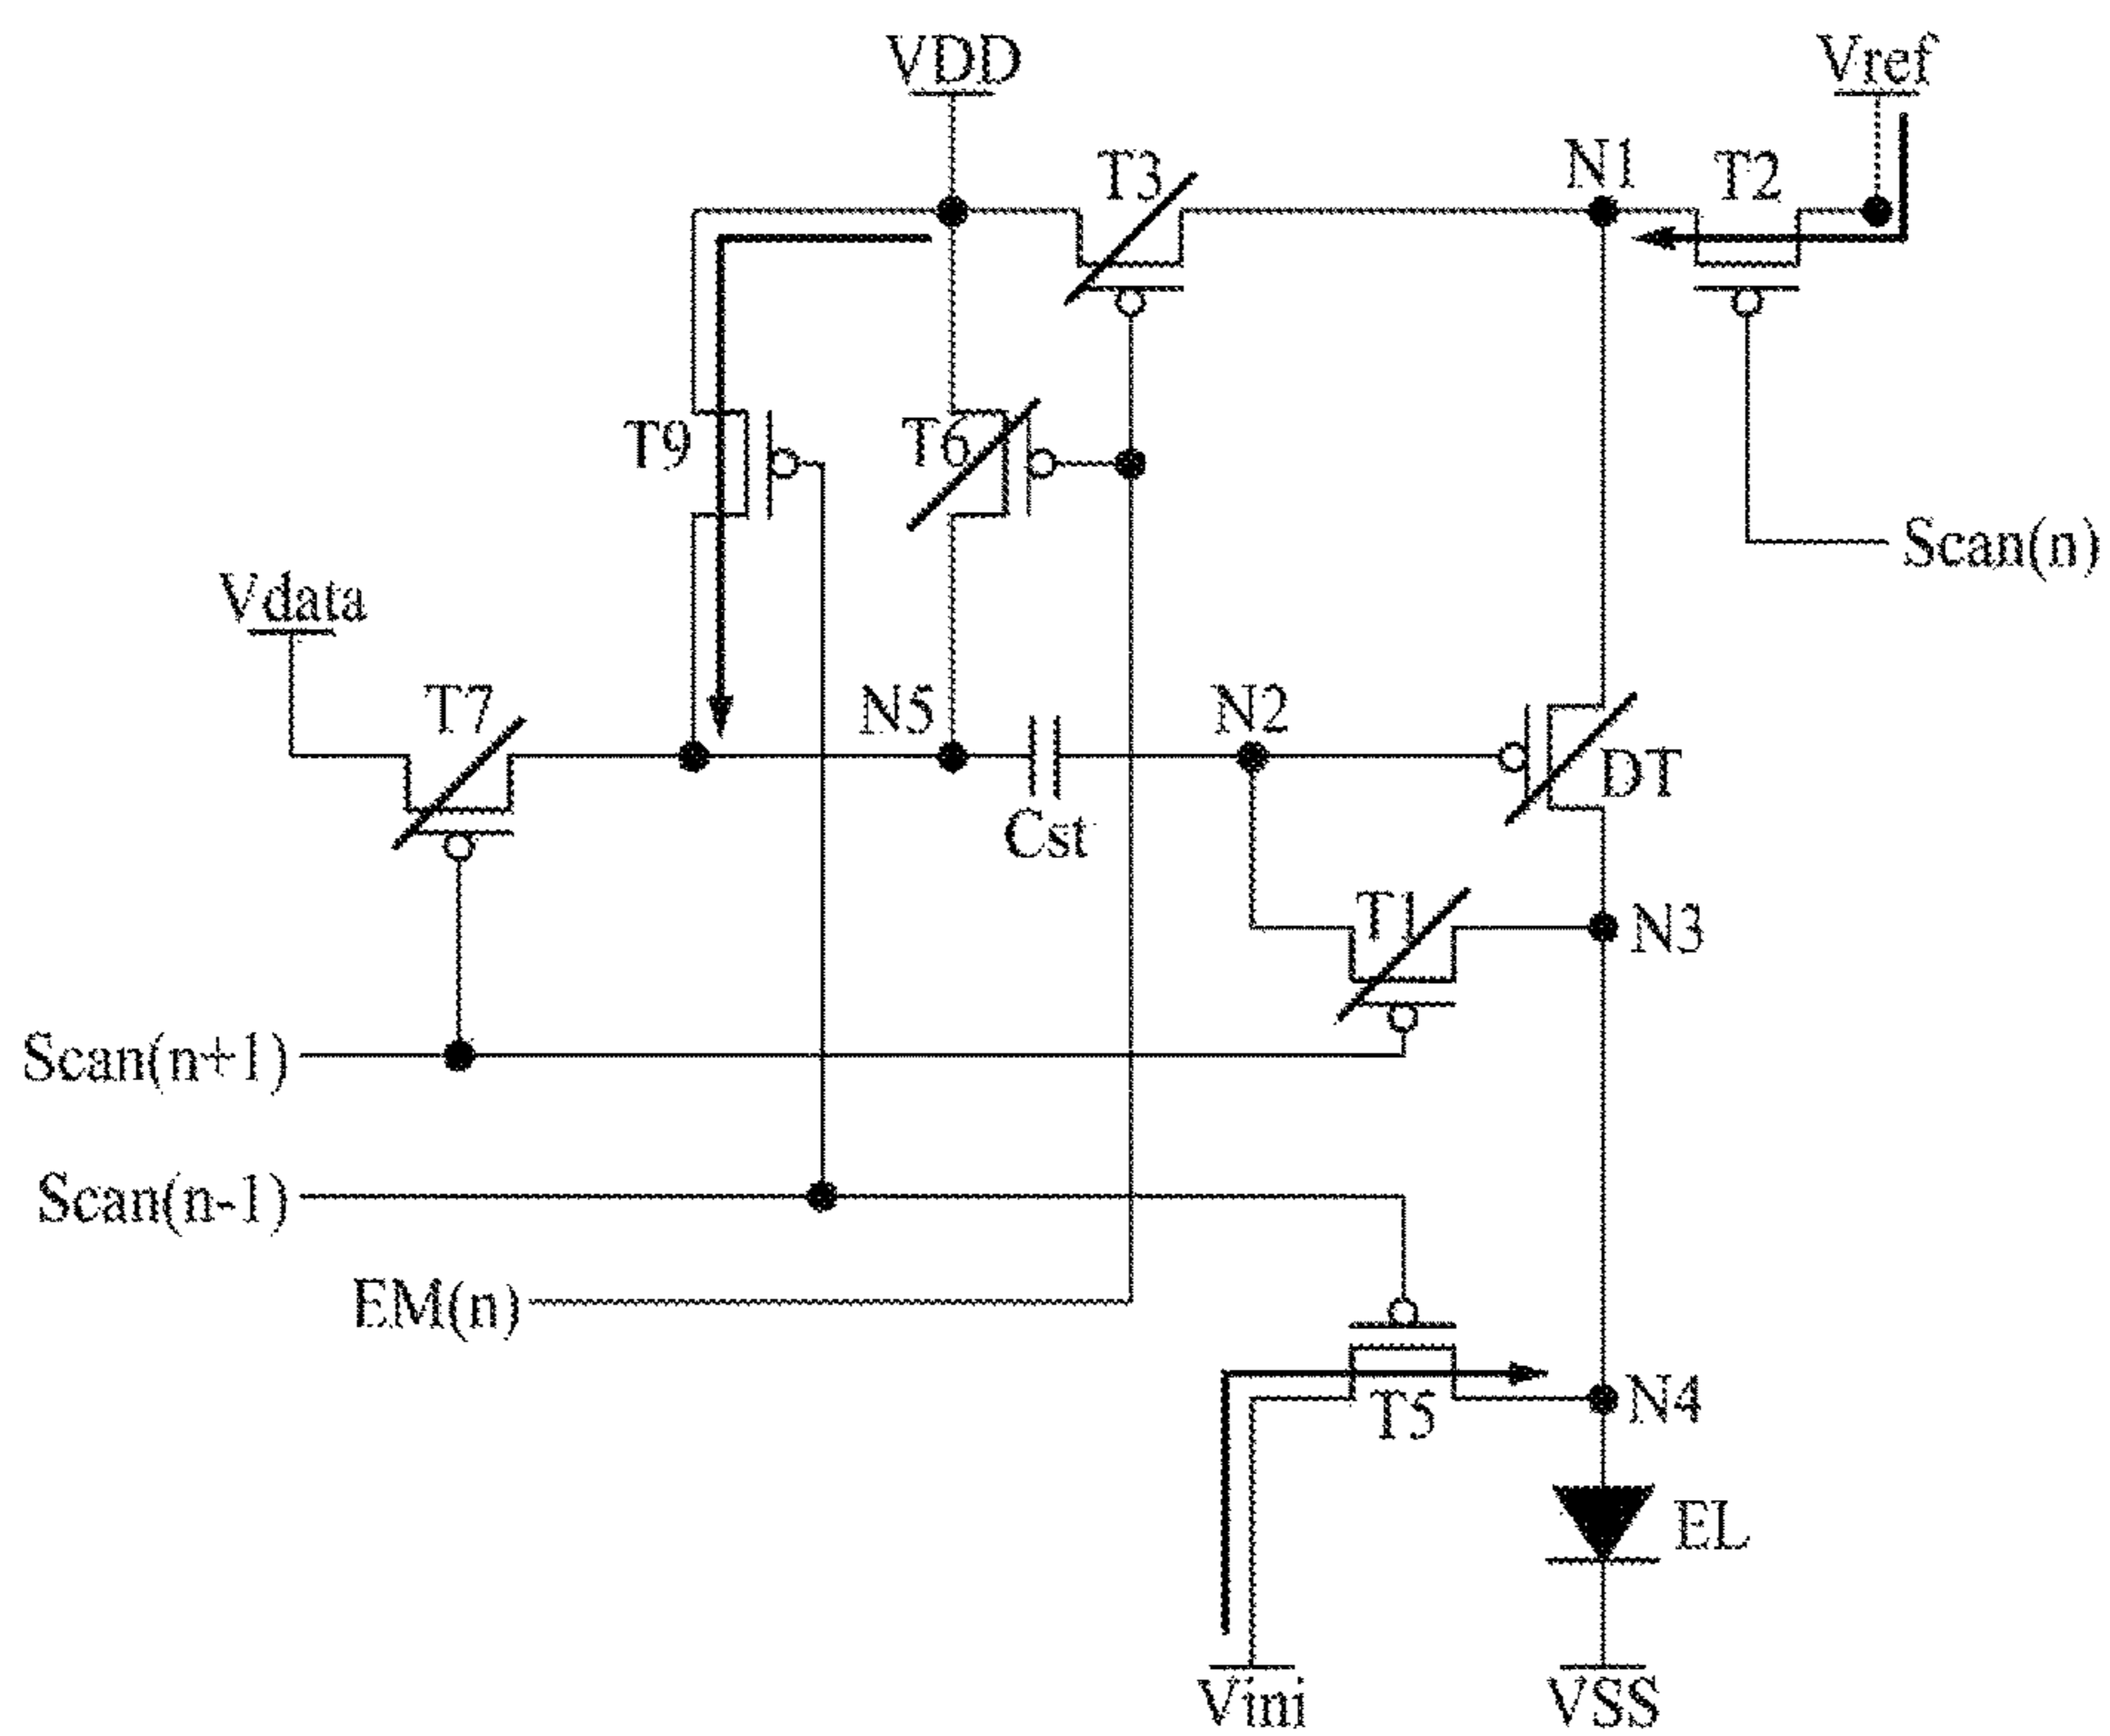 VDD
Vref
T3
N1
T2
T9
T6
Scan(n)
Vdata
T7
N5
N2
DT
Cst
T1
N3
Scan(n+1)
Scan(n-1)
EM(n)
T5
N4
EL
Vini
VSS